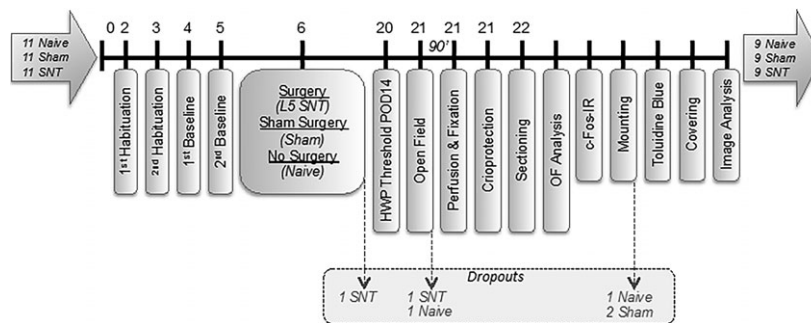 11 Naive
11 Sham
11 SNT
0 2 3 4 5 6 20 21 21 21 22
90'
9 Naive
9 Sham
9 SNT
1st Habituation
2nd Habituation
1st Baseline
2nd Baseline
Surgery
(L5 SNT)
Sham Surgery
(Sham)
No Surgery
(Naive)
HWP Threshold POD14
Open Field
Perfusion & Fixation
Crioprotection
Sectioning
OF Analysis
c-Fos-IR
Mounting
Toluidine Blue
Covering
Image Analysis
Dropouts
1 SNT
1 SNT
1 Naive
1 Naive
2 Sham